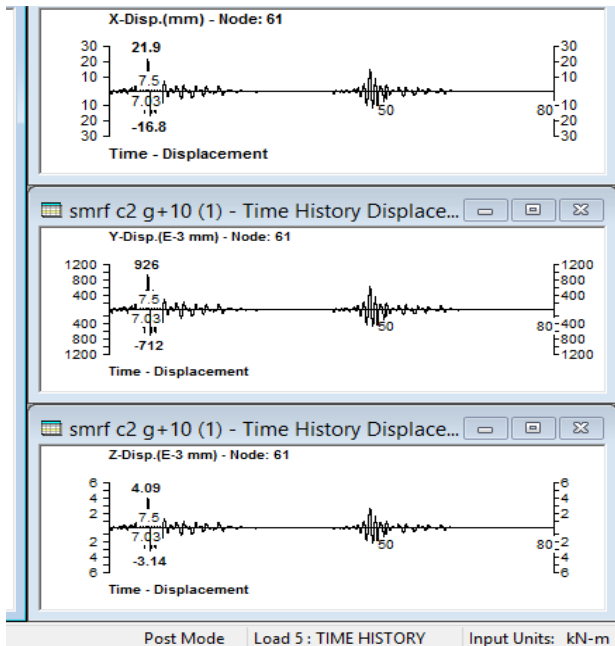 X-Disp.(mm) - Node: 61
30 21.9 30
20 20
10 7.5 10
10 7.03 50 80 10
20 -16.8 20
30 30
Time - Displacement
smrf c2 g+10 (1) - Time History Displace...
Y-Disp.(E-3 mm) - Node: 61
1200 926 1200
800 800
400 7.5 400
400 7.03 50 80 400
800 -712 800
1200 1200
Time - Displacement
smrf c2 g+10 (1) - Time History Displace...
Z-Disp.(E-3 mm) - Node: 61
6 4.09 6
4 4
2 7.5 2
2 7.03 50 80 2
4 -3.14 4
6 6
Time - Displacement
Post Mode Load 5 : TIME HISTORY Input Units: kN-m